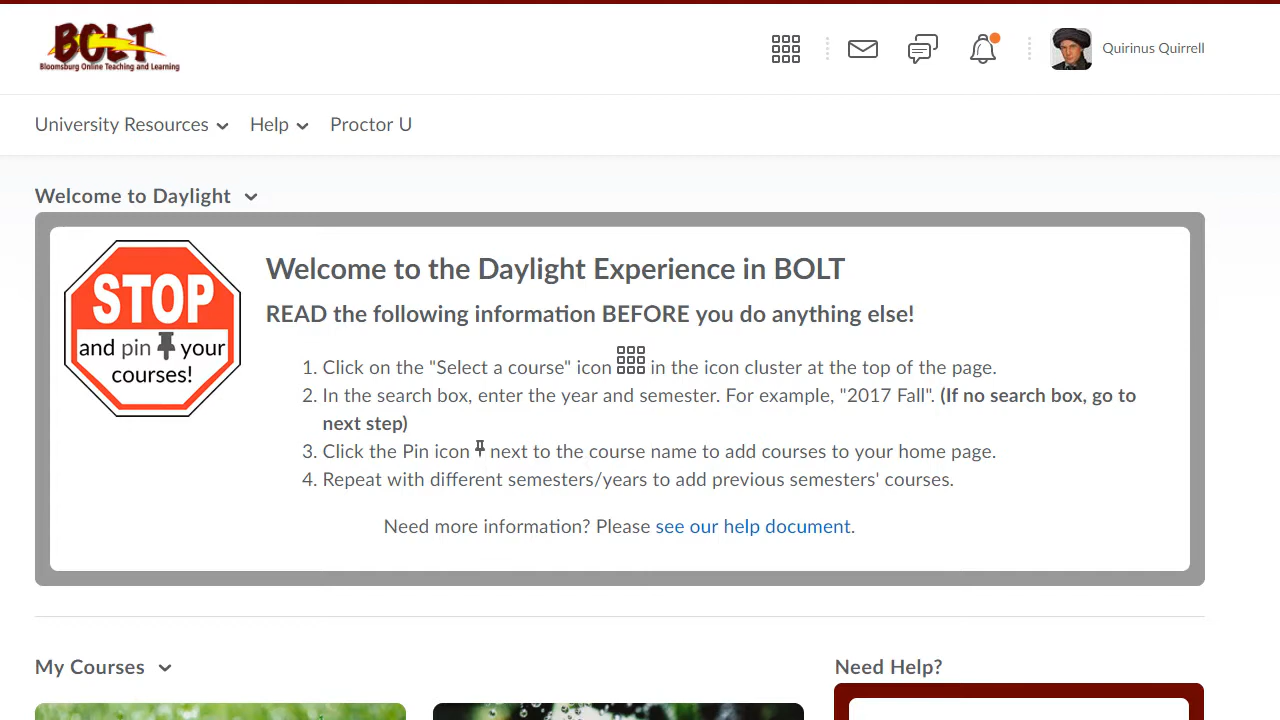 BOLT
Bloomsburg Online Teaching and Learning
Quirinus Quirrell
University Resources
Help
Proctor U
Welcome to Daylight
STOP
and pin your
courses!
Welcome to the Daylight Experience in BOLT
READ the following information BEFORE you do anything else!
1. Click on the "Select a course" icon in the icon cluster at the top of the page.
2. In the search box, enter the year and semester. For example, "2017 Fall". (If no search box, go to
next step)
3. Click the Pin icon next to the course name to add courses to your home page.
4. Repeat with different semesters/years to add previous semesters' courses.
Need more information? Please see our help document.
My Courses
Need Help?